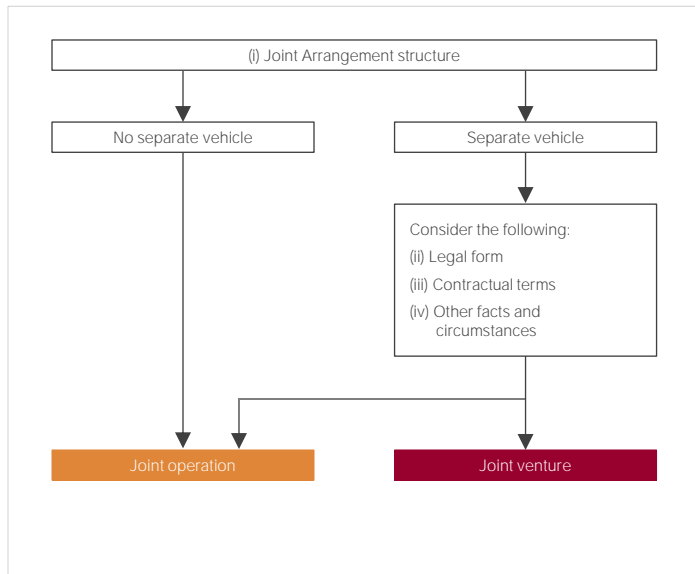 (i) Joint Arrangement structure
No separate vehicle
Separate vehicle
Consider the following:
(ii) Legal form
(iii) Contractual terms
(iv) Other facts and
circumstances
Joint operation
Joint venture